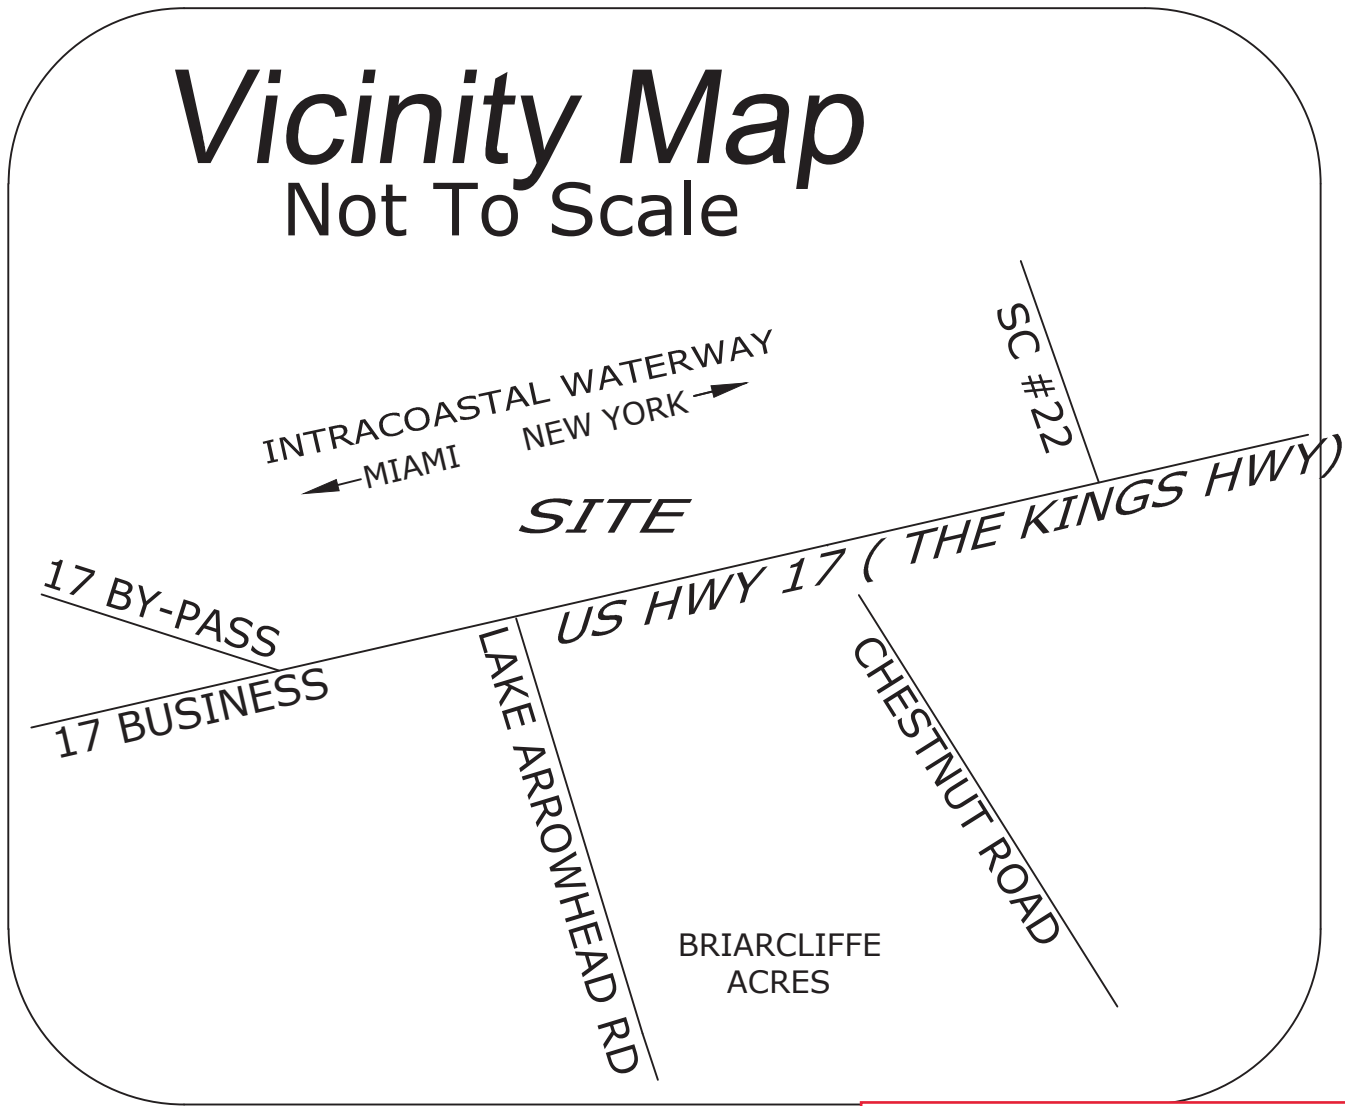 Vicinity Map
Not To Scale
SC #22
INTRACOASTAL WATERWAY
NEW YORK
MIAMI
SITE
US HWY 17 ( THE KINGS HWY)
17 BY-PASS
17 BUSINESS
LAKE ARROWHEAD RD
CHESTNUT ROAD
BRIARCLIFFE
ACRES